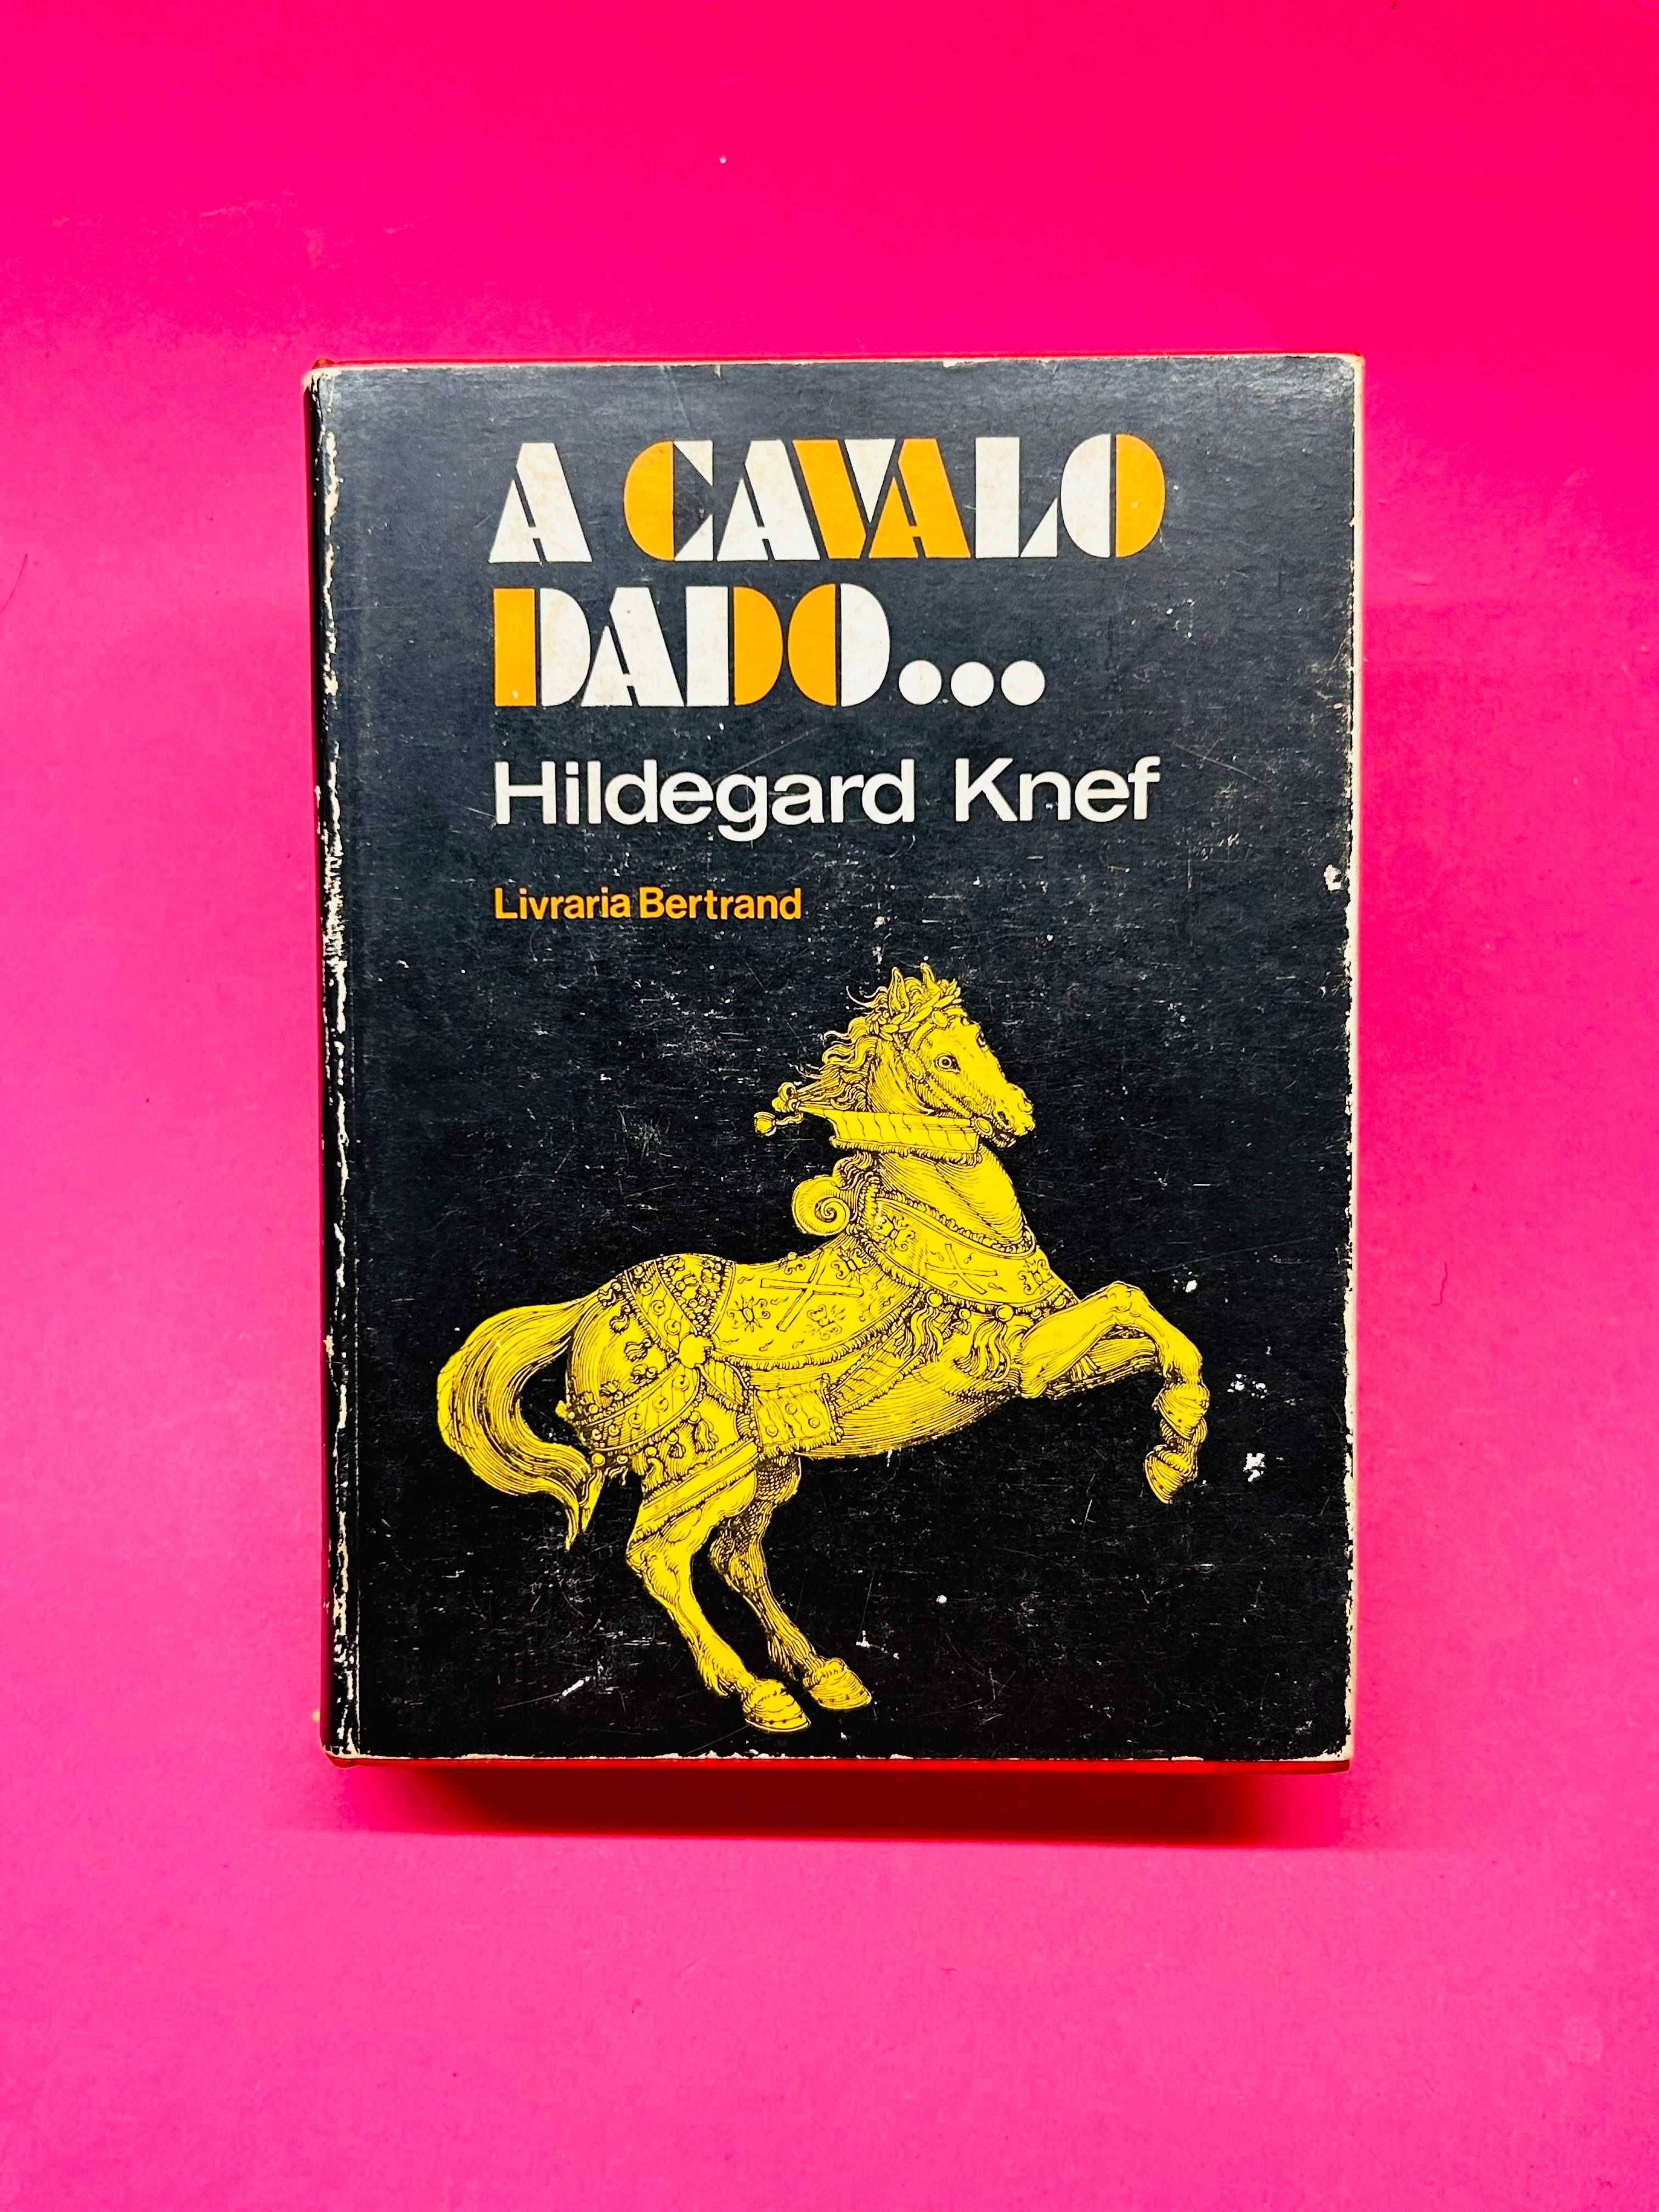 A CAVALO
DADO...
Hildegard Knef
Livraria Bertrand